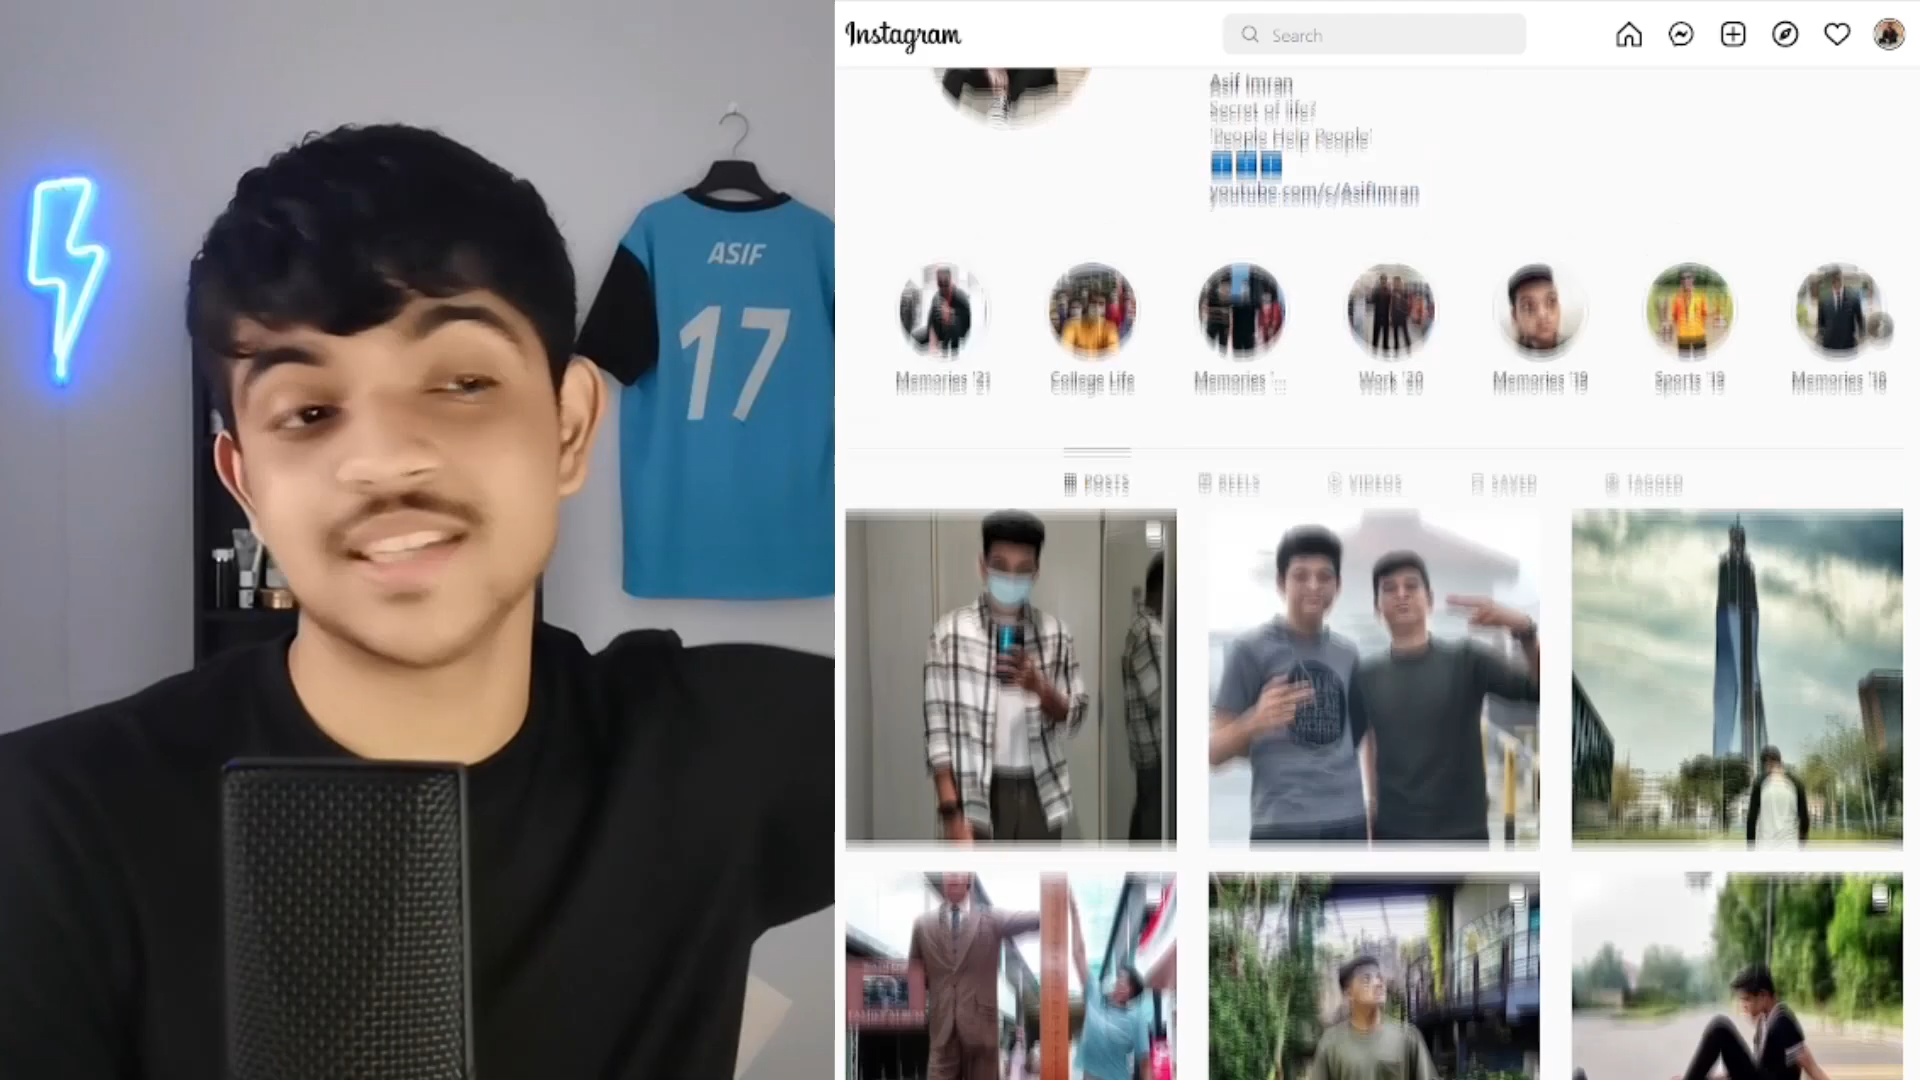 ASIF
17
Instagram
Search
Asif Imran
Secret of life?
'People Help People'
youtube.com/c/AsifImran
Memories '21
College Life
Memories '...
Work '20
Memories '19
Sports '19
Memories '18
POSTS
REELS
VIDEOS
SAVED
TAGGED